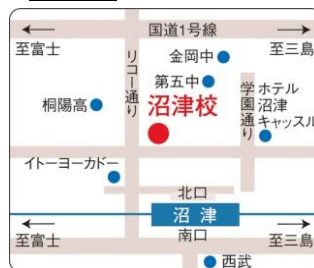 国道1号線
至富士
至三島
リコー通り
金岡中
第五中
学園通り
ホテル
沼津
キャッスル
桐陽高
沼津校
イトーヨーカドー
北口
沼津
南口
至富士
至三島
西武